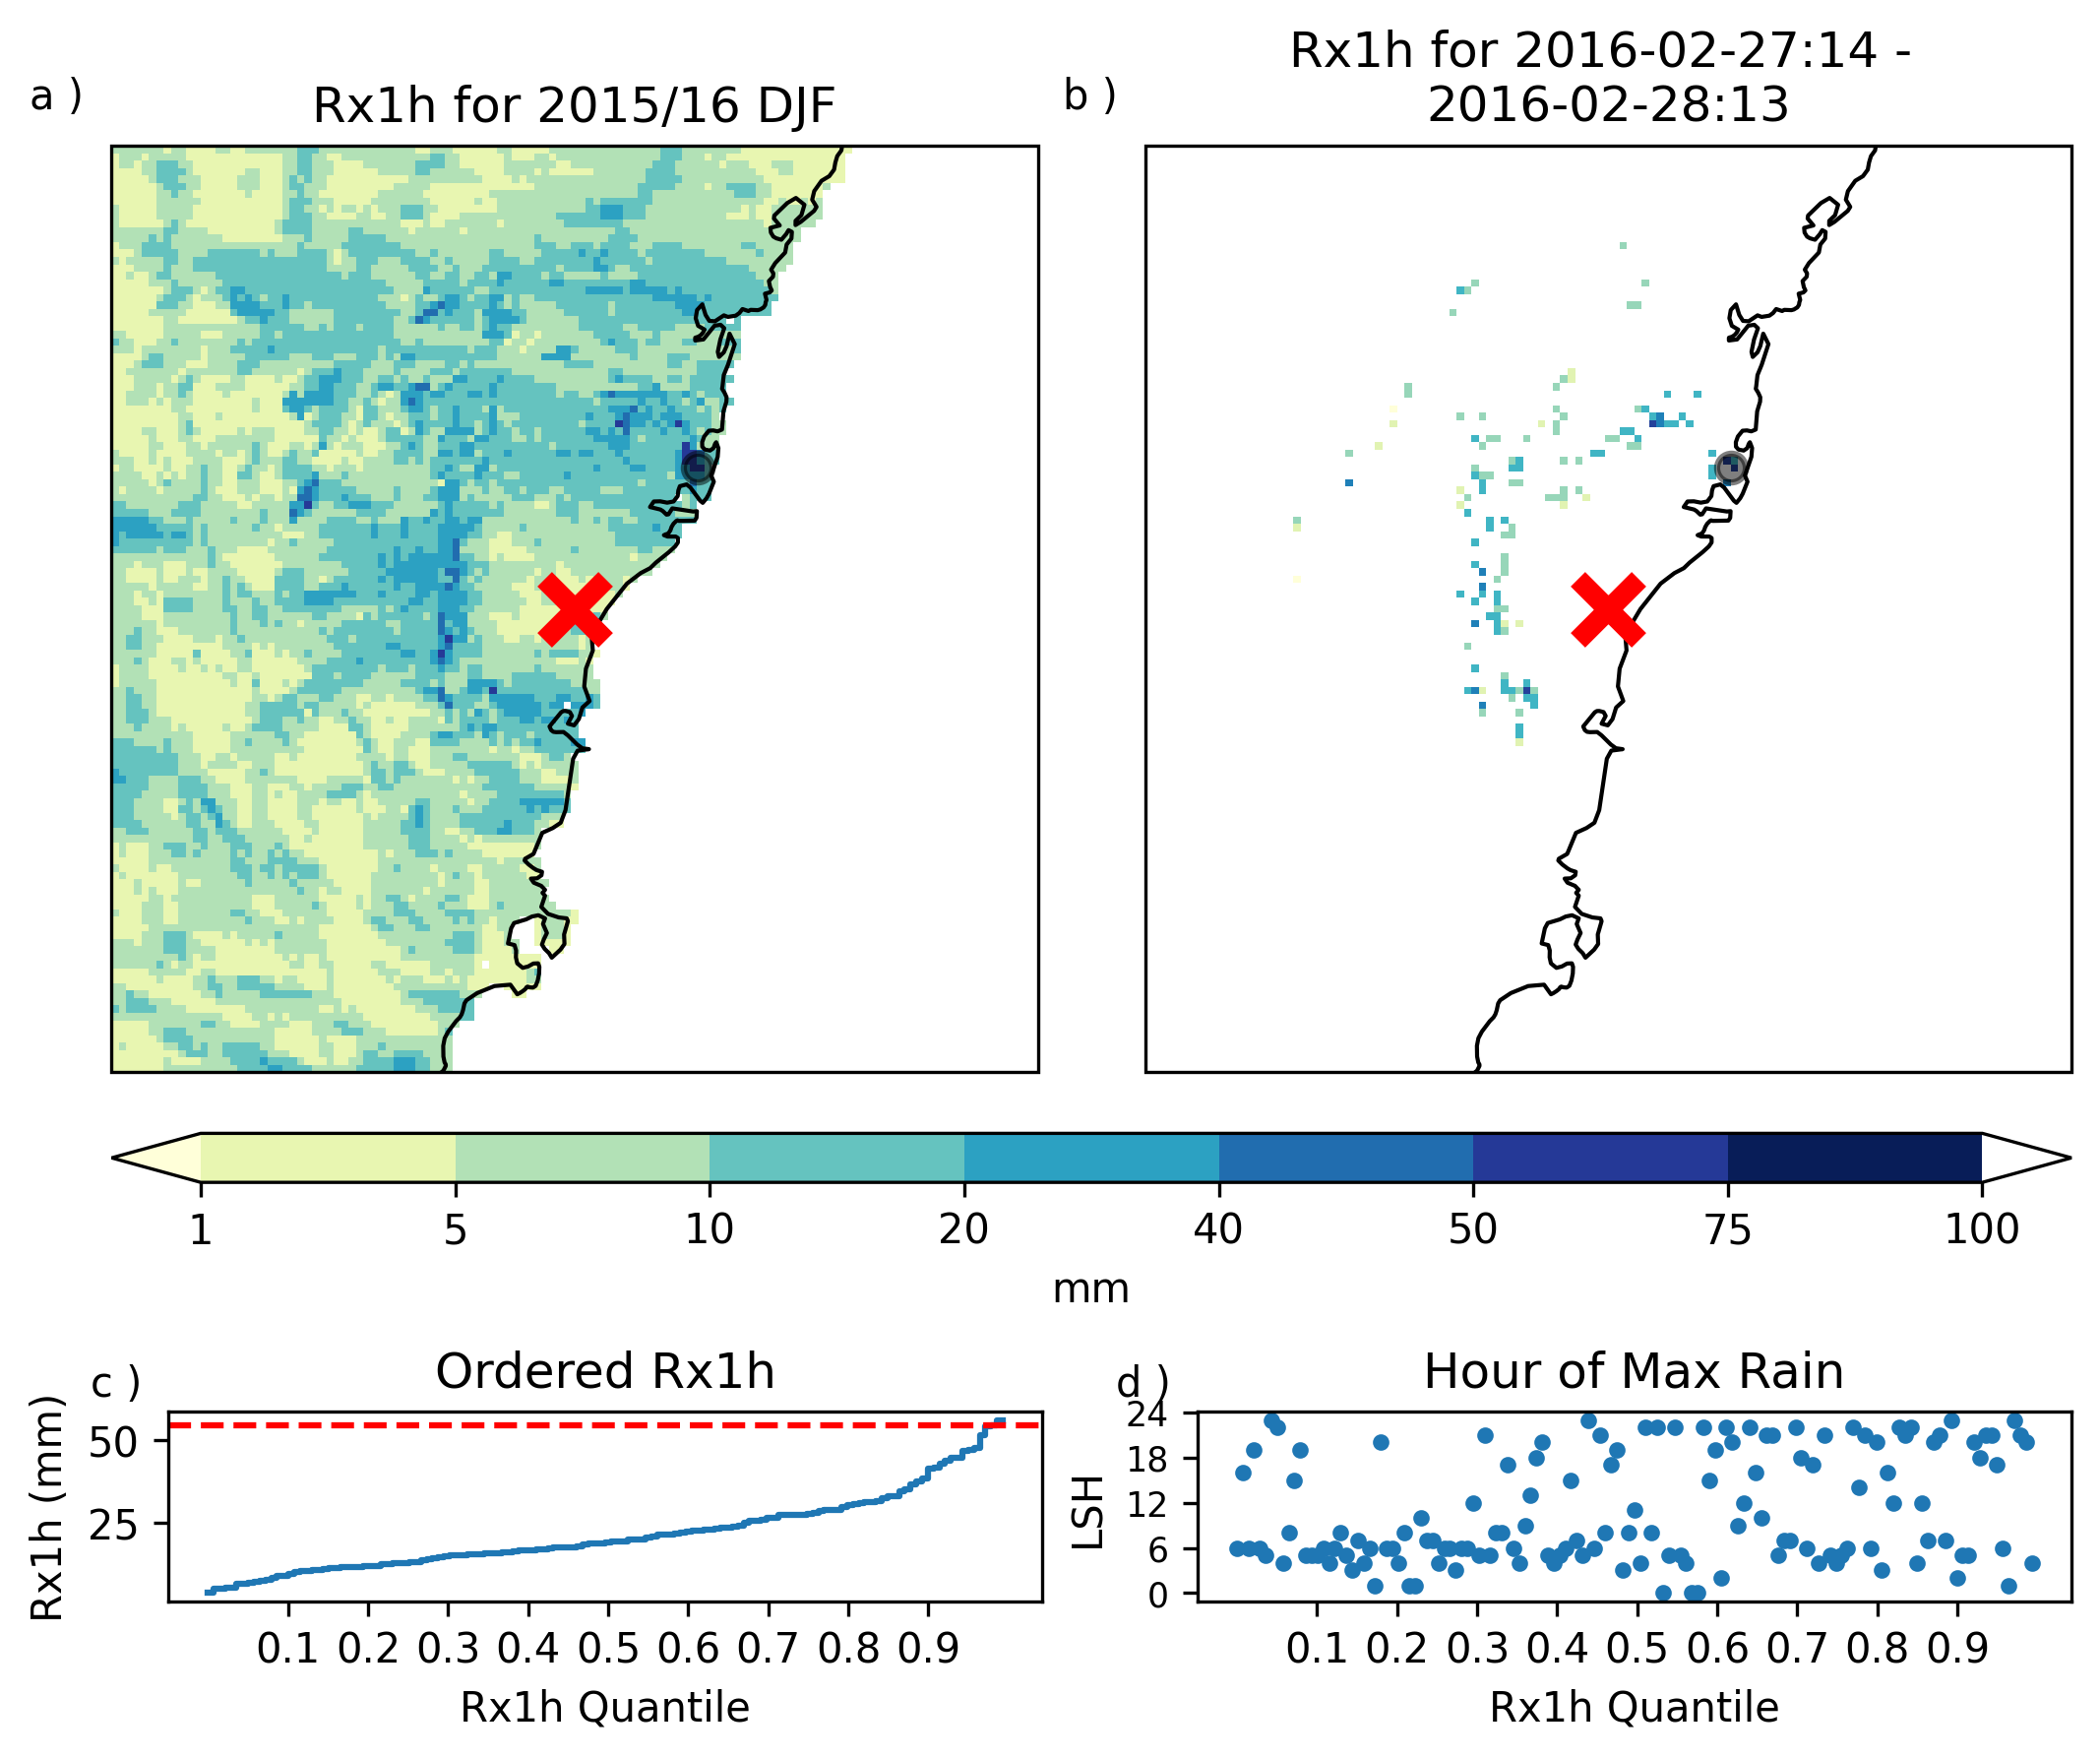 a )
Rx1h for 2015/16 DJF
b )
Rx1h for 2016-02-27:14 -
2016-02-28:13
1 5 10 20 40 50 75 100
mm
c )
Ordered Rx1h
Rx1h (mm)
50
25
0.1 0.2 0.3 0.4 0.5 0.6 0.7 0.8 0.9
Rx1h Quantile
d )
Hour of Max Rain
LSH
24
18
12
6
0
0.1 0.2 0.3 0.4 0.5 0.6 0.7 0.8 0.9
Rx1h Quantile